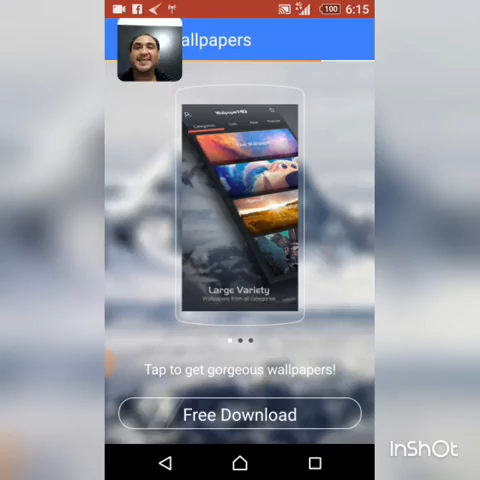 100 6:15
allpapers
Large Variety
Wallpapers from all categories
Tap to get gorgeous wallpapers!
Free Download
InShOt